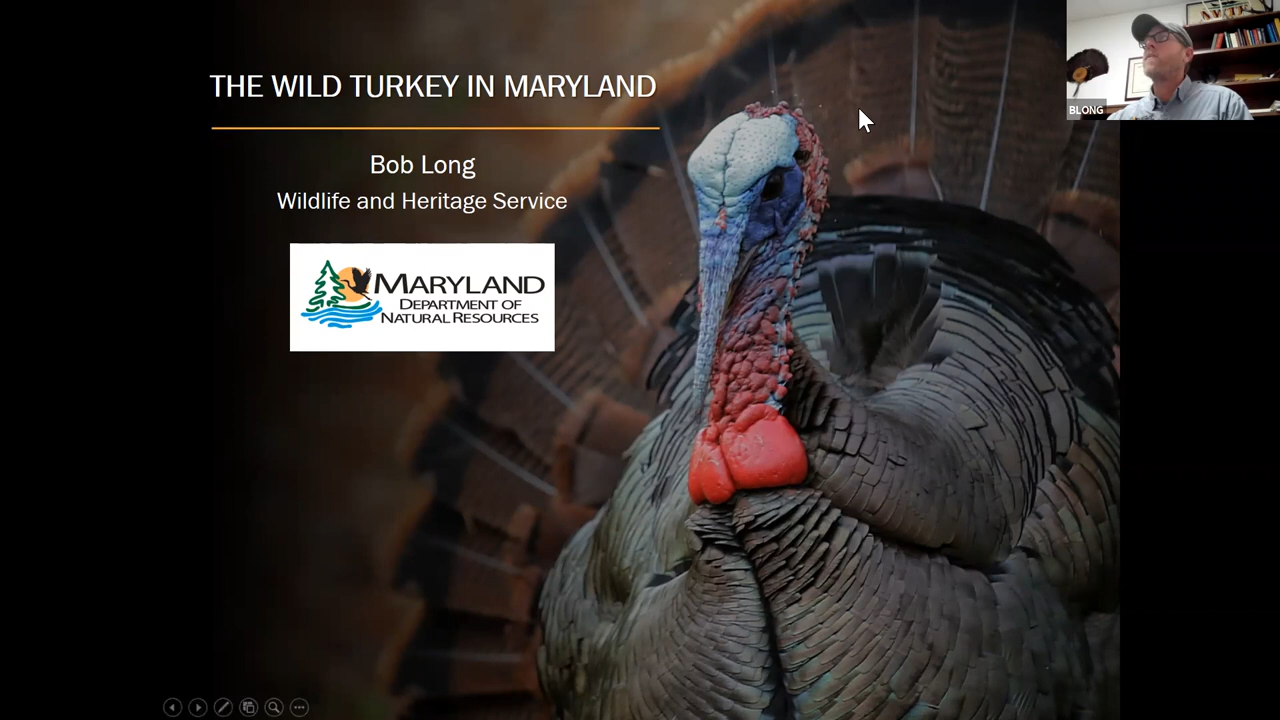 THE WILD TURKEY IN MARYLAND
Bob Long
Wildlife and Heritage Service
MARYLAND
DEPARTMENT OF
NATURAL RESOURCES
BLONG